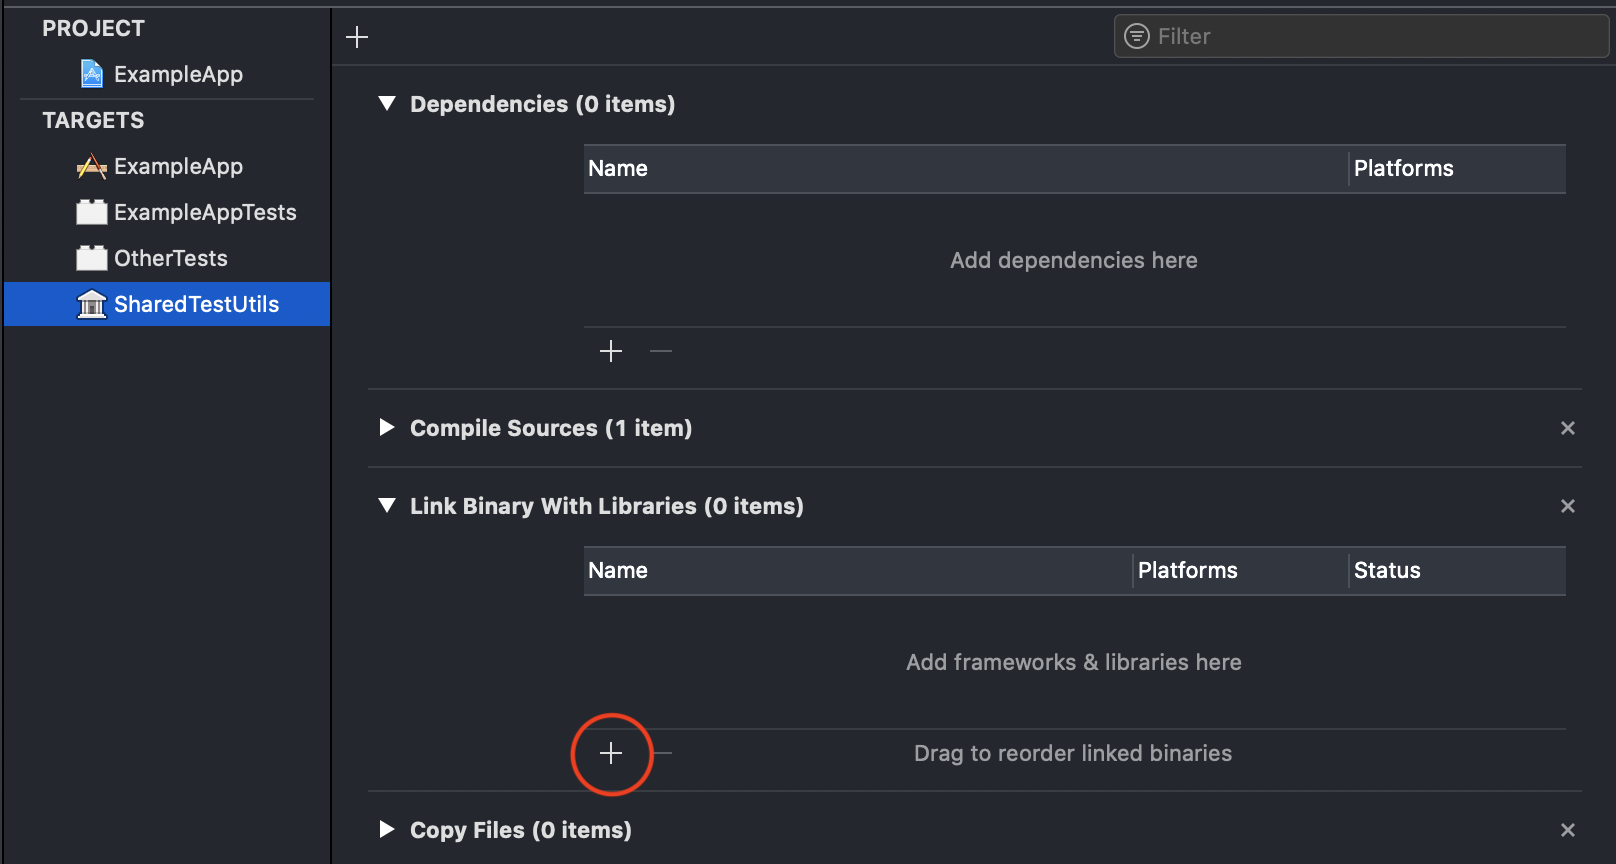 PROJECT
ExampleApp
TARGETS
ExampleApp
ExampleAppTests
OtherTests
SharedTestUtils
Filter
Dependencies (0 items)
Name Platforms
Add dependencies here
Compile Sources (1 item)
Link Binary With Libraries (0 items)
Name Platforms Status
Add frameworks & libraries here
Drag to reorder linked binaries
Copy Files (0 items)